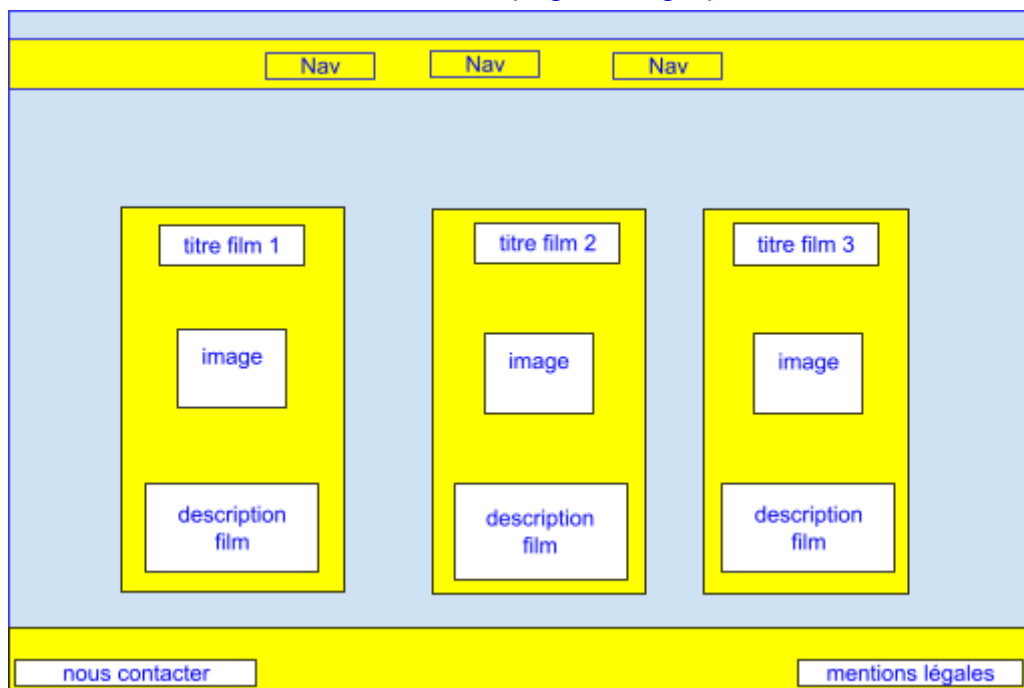 Nav Nav Nav
titre film 1
image
description
film
titre film 2
image
description
film
titre film 3
image
description
film
nous contacter
mentions légales